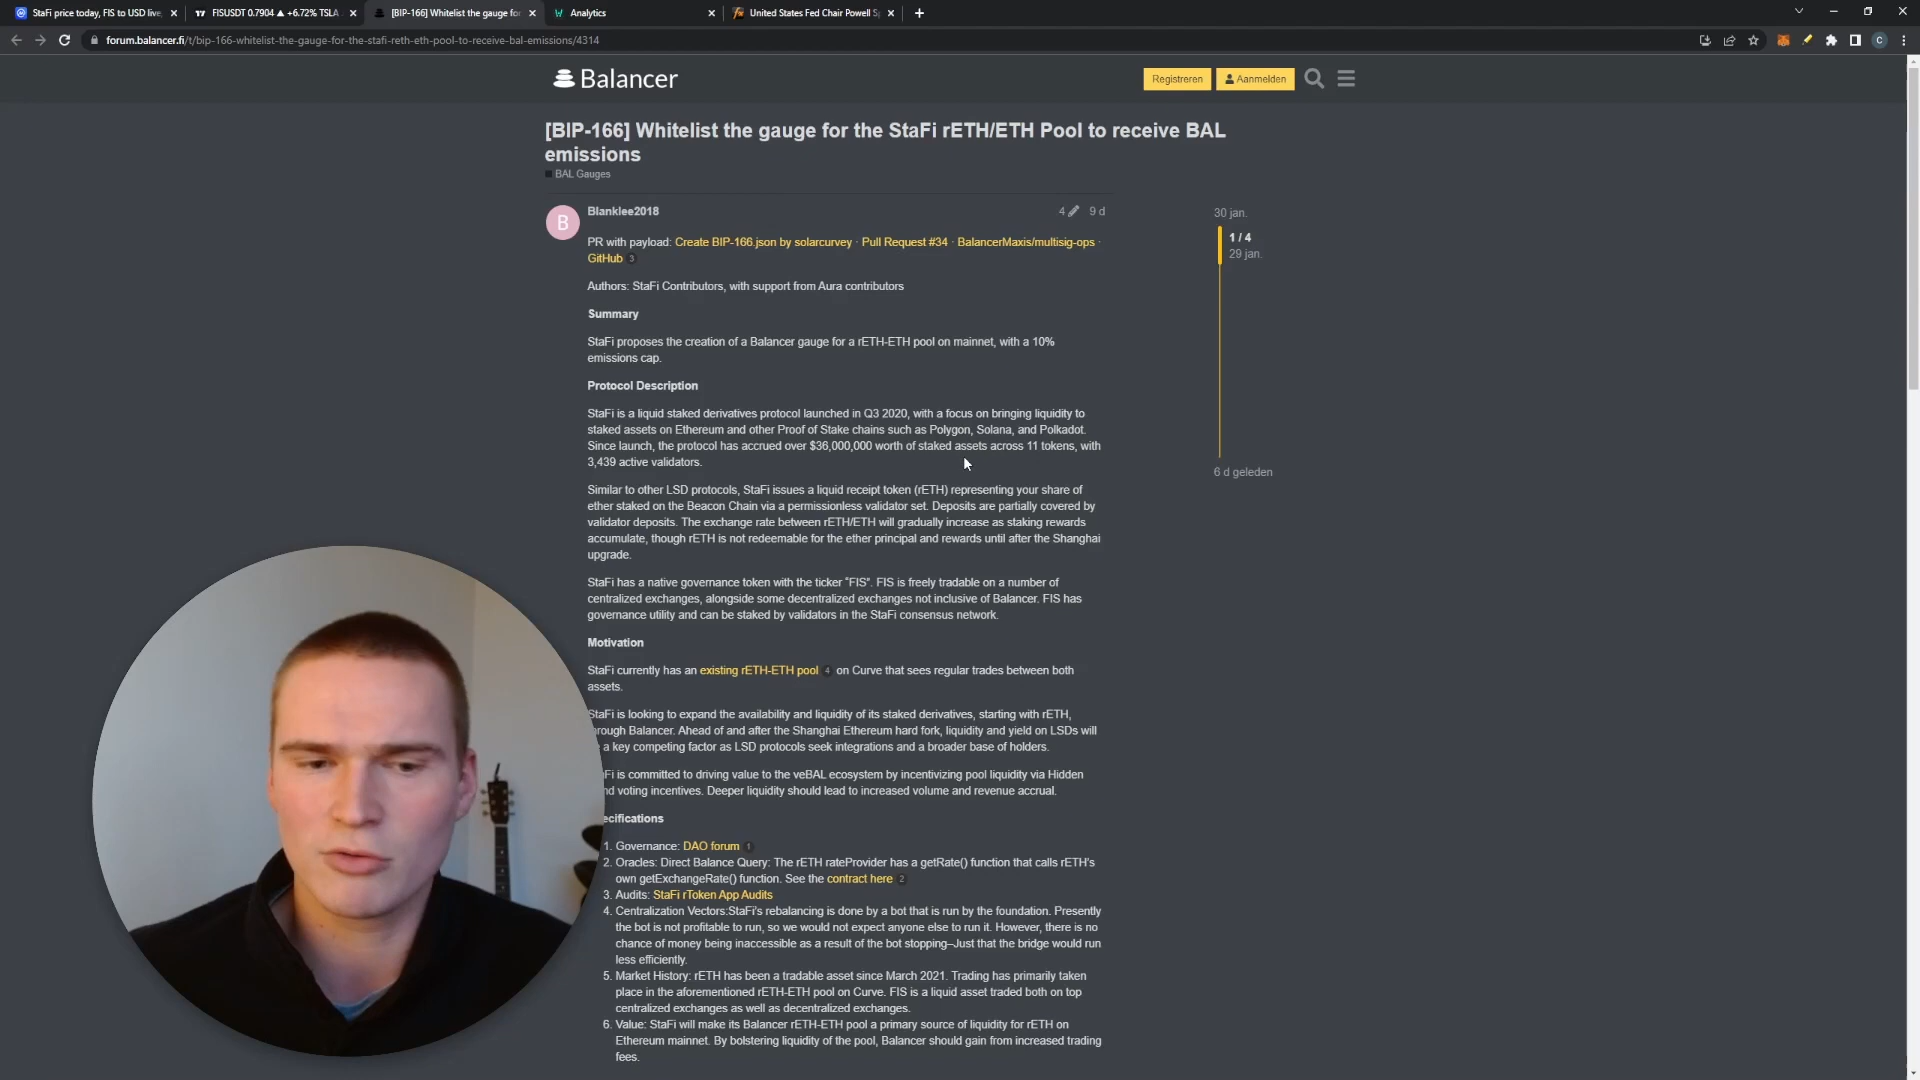 StaFi price today, FIS to USD live
FISUSDT 0.7904 ▲ +6.72% TSLA
[BIP-166] Whitelist the gauge for
Analytics
United States Fed Chair Powell S
forum.balancer.fi/t/bip-166-whitelist-the-gauge-for-the-stafi-reth-eth-pool-to-receive-bal-emissions/4314
C
Balancer
Registreren
Aanmelden
[BIP-166] Whitelist the gauge for the StaFi rETH/ETH Pool to receive BAL
emissions
BAL Gauges
B
Blanklee2018
4
9 d
30 jan.
1 / 4
29 jan.
6 d geleden
PR with payload: Create BIP-166.json by solarcurvey · Pull Request #34 · BalancerMaxis/multisig-ops ·
GitHub 3
Authors: StaFi Contributors, with support from Aura contributors
Summary
StaFi proposes the creation of a Balancer gauge for a rETH-ETH pool on mainnet, with a 10%
emissions cap.
Protocol Description
StaFi is a liquid staked derivatives protocol launched in Q3 2020, with a focus on bringing liquidity to
staked assets on Ethereum and other Proof of Stake chains such as Polygon, Solana, and Polkadot.
Since launch, the protocol has accrued over $36,000,000 worth of staked assets across 11 tokens, with
3,439 active validators.
Similar to other LSD protocols, StaFi issues a liquid receipt token (rETH) representing your share of
ether staked on the Beacon Chain via a permissionless validator set. Deposits are partially covered by
validator deposits. The exchange rate between rETH/ETH will gradually increase as staking rewards
accumulate, though rETH is not redeemable for the ether principal and rewards until after the Shanghai
upgrade.
StaFi has a native governance token with the ticker “FIS”. FIS is freely tradable on a number of
centralized exchanges, alongside some decentralized exchanges not inclusive of Balancer. FIS has
governance utility and can be staked by validators in the StaFi consensus network.
Motivation
StaFi currently has an existing rETH-ETH pool 4 on Curve that sees regular trades between both
assets.
StaFi is looking to expand the availability and liquidity of its staked derivatives, starting with rETH,
rough Balancer. Ahead of and after the Shanghai Ethereum hard fork, liquidity and yield on LSDs will
a key competing factor as LSD protocols seek integrations and a broader base of holders.
Fi is committed to driving value to the veBAL ecosystem by incentivizing pool liquidity via Hidden
nd voting incentives. Deeper liquidity should lead to increased volume and revenue accrual.
ecifications
1. Governance: DAO forum 1
2. Oracles: Direct Balance Query: The rETH rateProvider has a getRate() function that calls rETH's
own getExchangeRate() function. See the contract here 2
3. Audits: StaFi rToken App Audits
4. Centralization Vectors:StaFi's rebalancing is done by a bot that is run by the foundation. Presently
the bot is not profitable to run, so we would not expect anyone else to run it. However, there is no
chance of money being inaccessible as a result of the bot stopping–Just that the bridge would run
less efficiently.
5. Market History: rETH has been a tradable asset since March 2021. Trading has primarily taken
place in the aforementioned rETH-ETH pool on Curve. FIS is a liquid asset traded both on top
centralized exchanges as well as decentralized exchanges.
6. Value: StaFi will make its Balancer rETH-ETH pool a primary source of liquidity for rETH on
Ethereum mainnet. By bolstering liquidity of the pool, Balancer should gain from increased trading
fees.